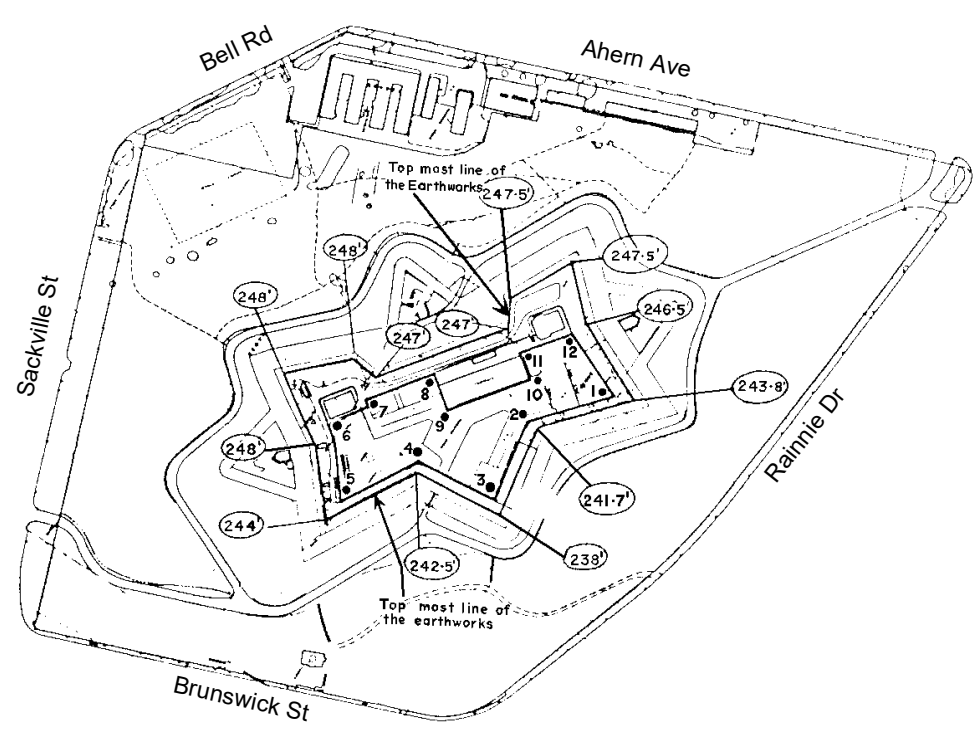 Bell Rd
Ahern Ave
Top most line of
the Earthworks
247·5'
248'
247·5'
248'
246·5'
247'
247'
12
11
243·8'
10
1
8
7
2
9
6
Sackville St
Rainnie Dr
248'
4
5
3
241·7'
244'
242·5'
238'
Top most line of
the earthworks
Brunswick St